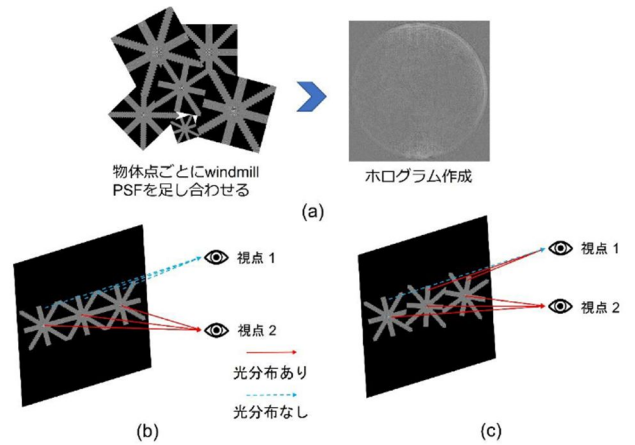 物体点ごとにwindmill
PSFを足し合わせる
ホログラム作成
(a)
視点 1
視点 2
光分布あり
光分布なし
(b)
視点 1
視点 2
(c)